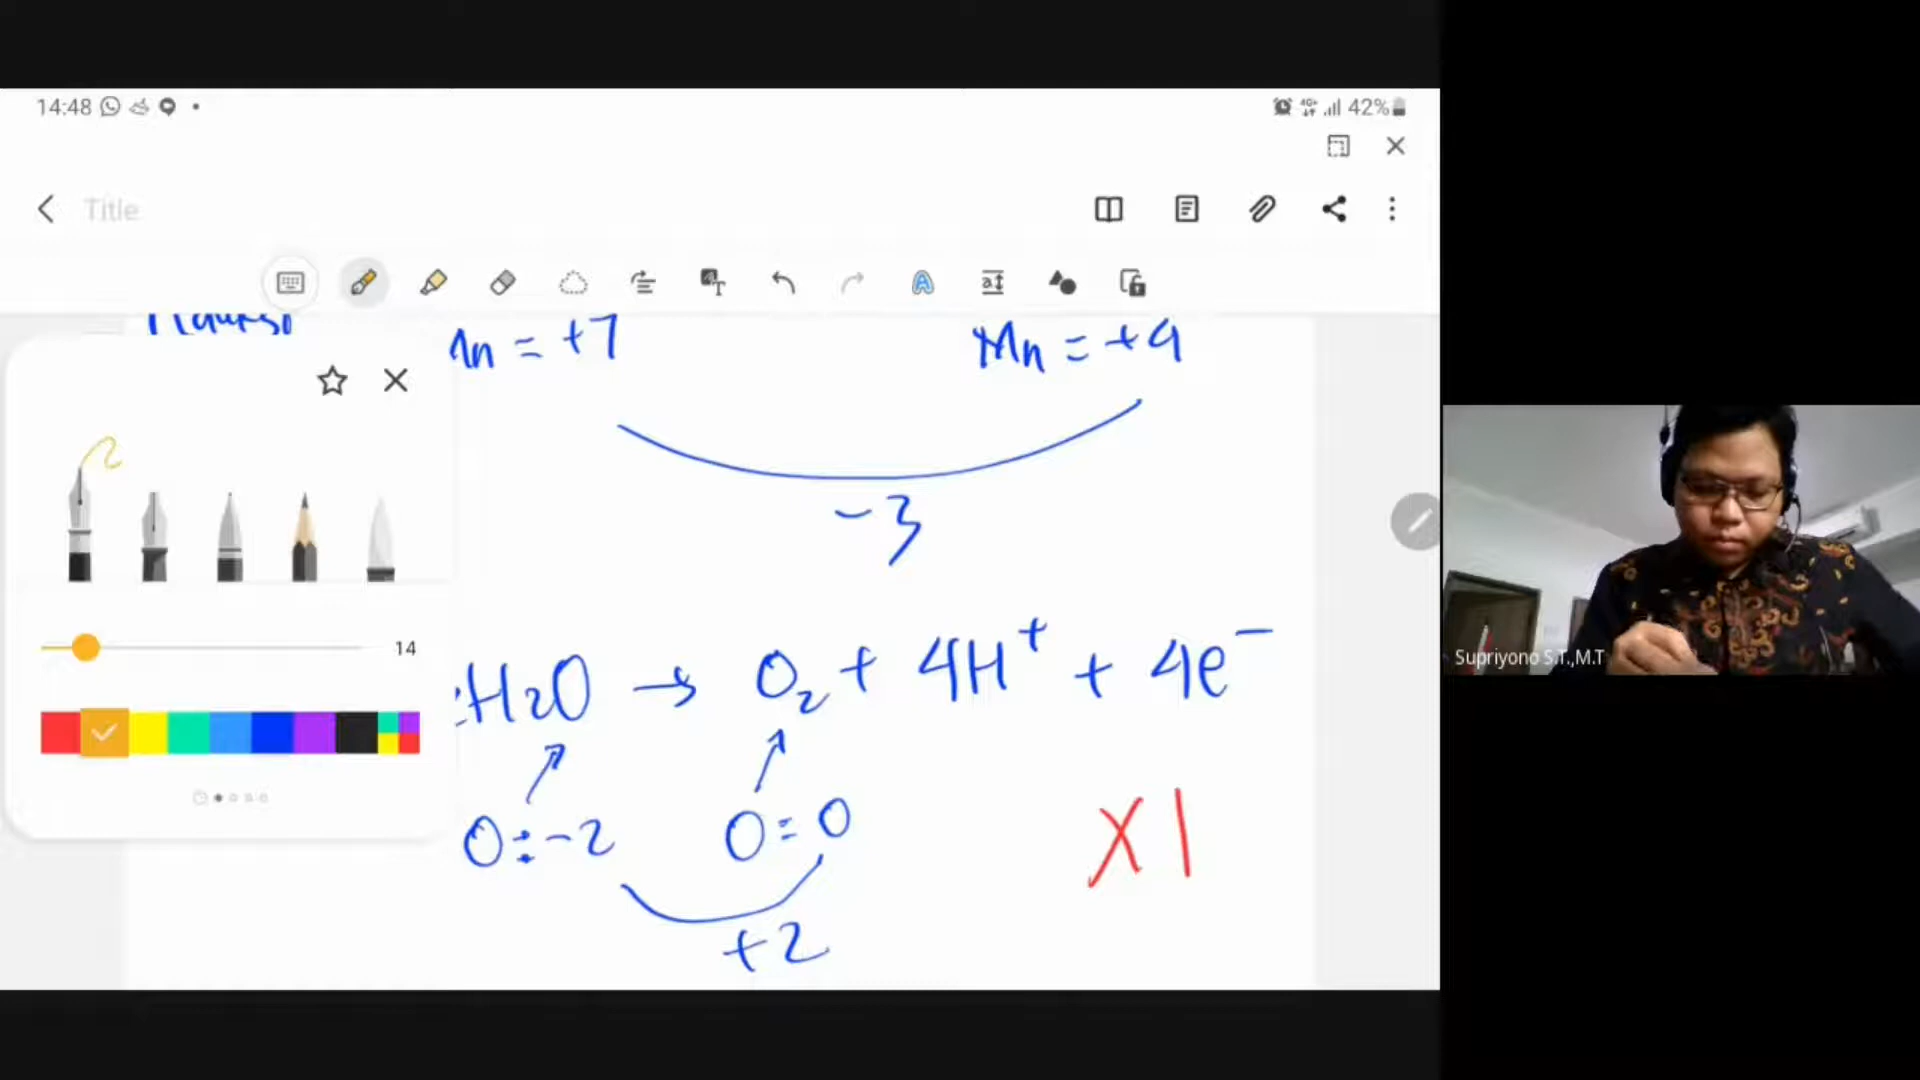 14:48 42%
Title
Mn = +7 Mn = +4
-3
14
H2O → O2 + 4H+ + 4e-
O = -2 O = 0
X1
+2
Supriyono S.T.,M.T